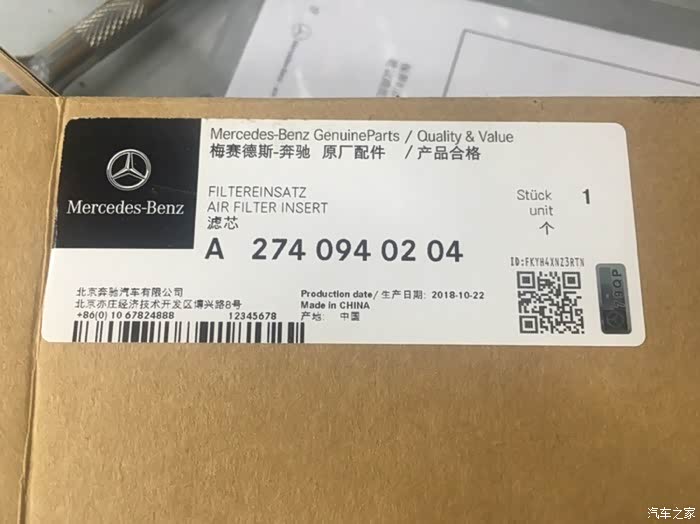 Mercedes-Benz GenuineParts / Quality & Value
梅赛德斯-奔驰 原厂配件 /产品合格
Mercedes-Benz
FILTEREINSATZ
AIR FILTER INSERT
滤芯
Stück 1
unit
个
A 274 094 02 04
ID:FKYH4XNZ3RTN
北京奔驰汽车有限公司
北京亦庄经济技术开发区博兴路8号
+86(0) 10 67824888
12345678
Production date/ 生产日期: 2018-10-22
Made in CHINA
产地: 中国
汽车之家